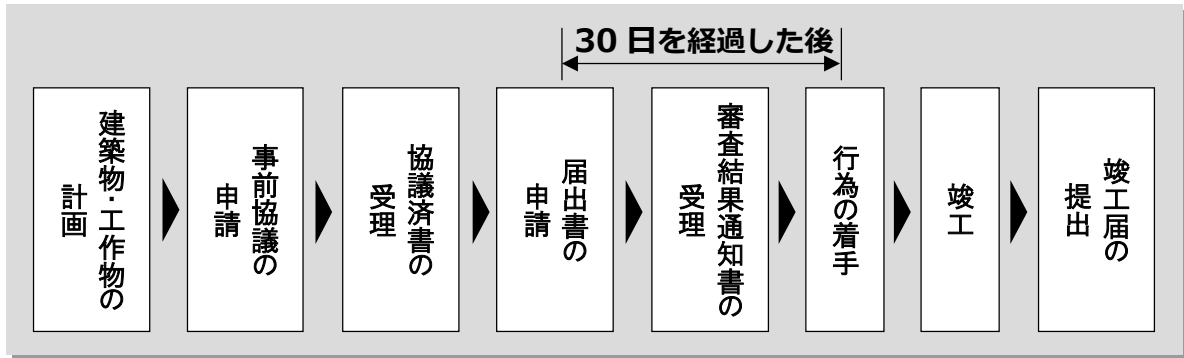 30 日を経過した後
建築物・工作物の
計画
事前協議の
申請
協議済書の
受理
届出書の
申請
審査結果通知書の
受理
行為の着手
竣工
竣工届の
提出